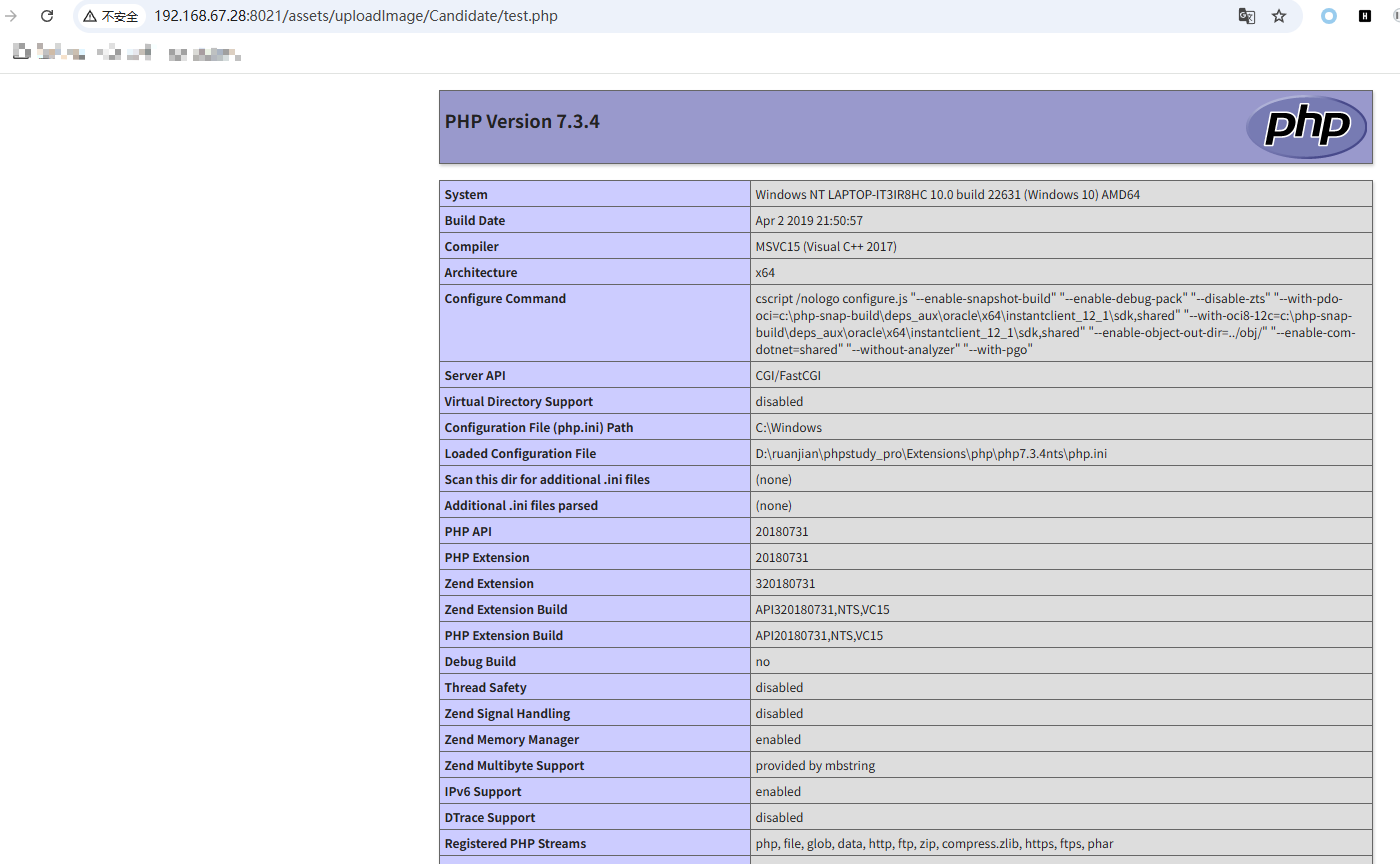 不安全 192.168.67.28:8021/assets/uploadImage/Candidate/test.php
PHP Version 7.3.4
php
System Windows NT LAPTOP-IT3IR8HC 10.0 build 22631 (Windows 10) AMD64
Build Date Apr 2 2019 21:50:57
Compiler MSVC15 (Visual C++ 2017)
Architecture x64
Configure Command cscript /nologo configure.js "--enable-snapshot-build" "--enable-debug-pack" "--disable-zts" "--with-pdo-
oci=c:\php-snap-build\deps_aux\oracle\x64\instantclient_12_1\sdk,shared" "--with-oci8-12c=c:\php-snap-
build\deps_aux\oracle\x64\instantclient_12_1\sdk,shared" "--enable-object-out-dir=../obj/" "--enable-com-
dotnet=shared" "--without-analyzer" "--with-pgo"
Server API CGI/FastCGI
Virtual Directory Support disabled
Configuration File (php.ini) Path C:\Windows
Loaded Configuration File D:\ruanjian\phpstudy_pro\Extensions\php\php7.3.4nts\php.ini
Scan this dir for additional .ini files (none)
Additional .ini files parsed (none)
PHP API 20180731
PHP Extension 20180731
Zend Extension 320180731
Zend Extension Build API320180731,NTS,VC15
PHP Extension Build API20180731,NTS,VC15
Debug Build no
Thread Safety disabled
Zend Signal Handling disabled
Zend Memory Manager enabled
Zend Multibyte Support provided by mbstring
IPv6 Support enabled
DTrace Support disabled
Registered PHP Streams php, file, glob, data, http, ftp, zip, compress.zlib, https, ftps, phar